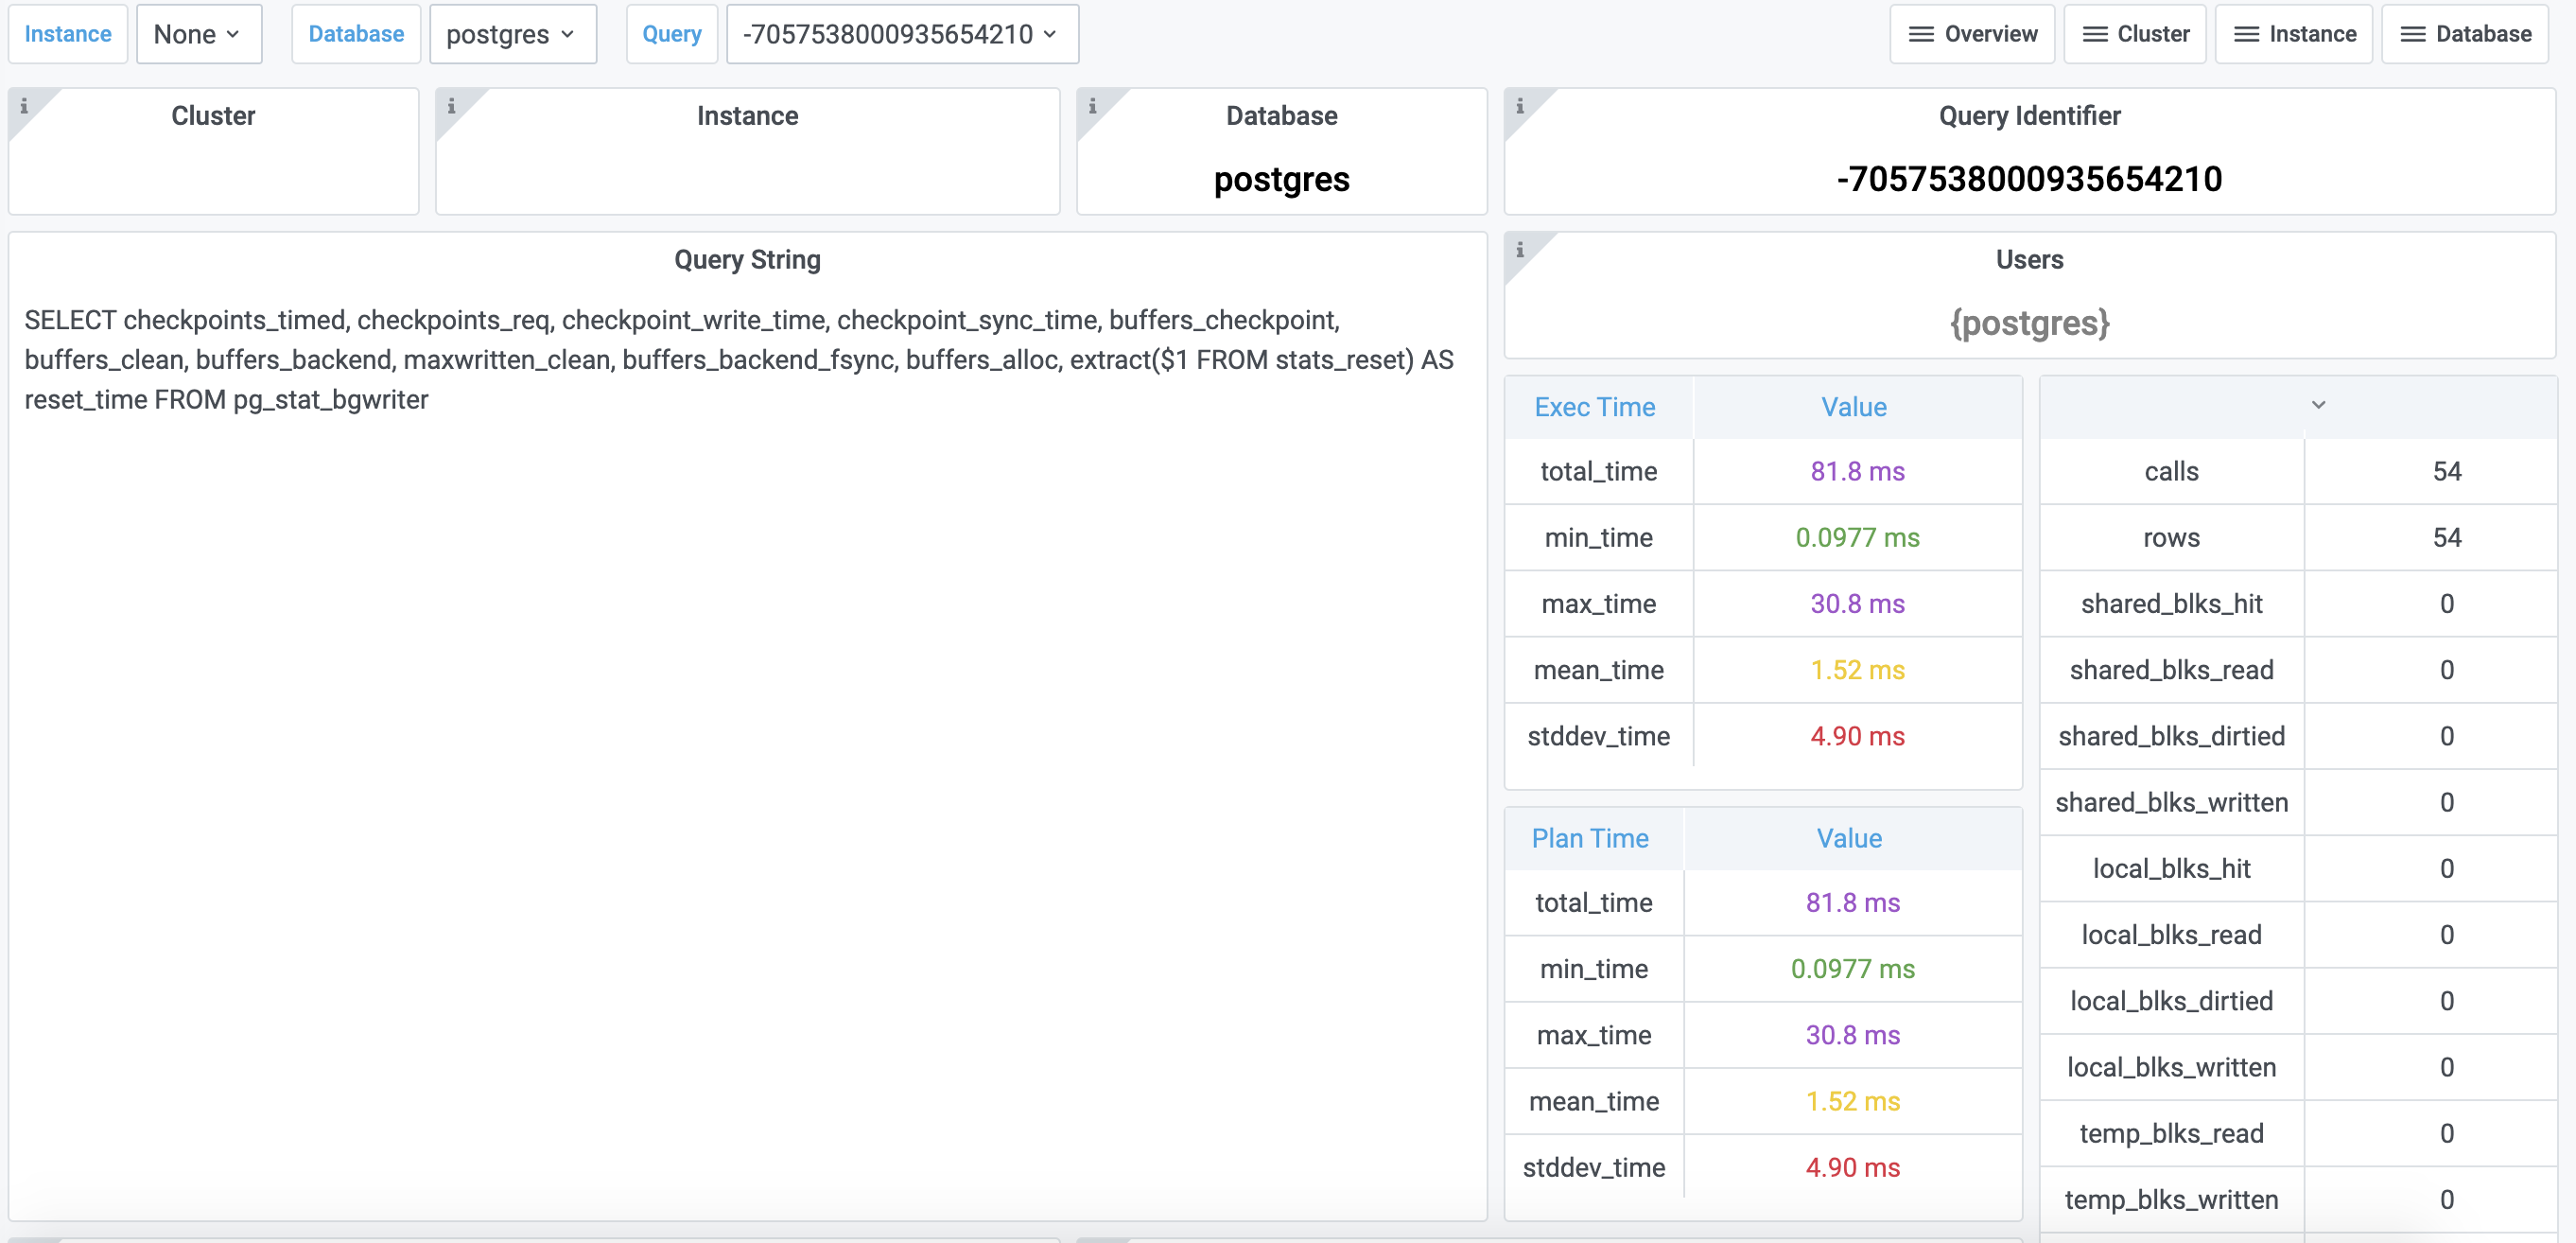 Instance None Database postgres Query -7057538000935654210 Overview Cluster Instance Database
Cluster
Instance
Database
postgres
Query Identifier
-7057538000935654210
Query String
SELECT checkpoints_timed, checkpoints_req, checkpoint_write_time, checkpoint_sync_time, buffers_checkpoint,
buffers_clean, buffers_backend, maxwritten_clean, buffers_backend_fsync, buffers_alloc, extract($1 FROM stats_reset) AS
reset_time FROM pg_stat_bgwriter
Users
{postgres}
Exec Time Value
total_time 81.8 ms
min_time 0.0977 ms
max_time 30.8 ms
mean_time 1.52 ms
stddev_time 4.90 ms
Plan Time Value
total_time 81.8 ms
min_time 0.0977 ms
max_time 30.8 ms
mean_time 1.52 ms
stddev_time 4.90 ms
calls 54
rows 54
shared_blks_hit 0
shared_blks_read 0
shared_blks_dirtied 0
shared_blks_written 0
local_blks_hit 0
local_blks_read 0
local_blks_dirtied 0
local_blks_written 0
temp_blks_read 0
temp_blks_written 0